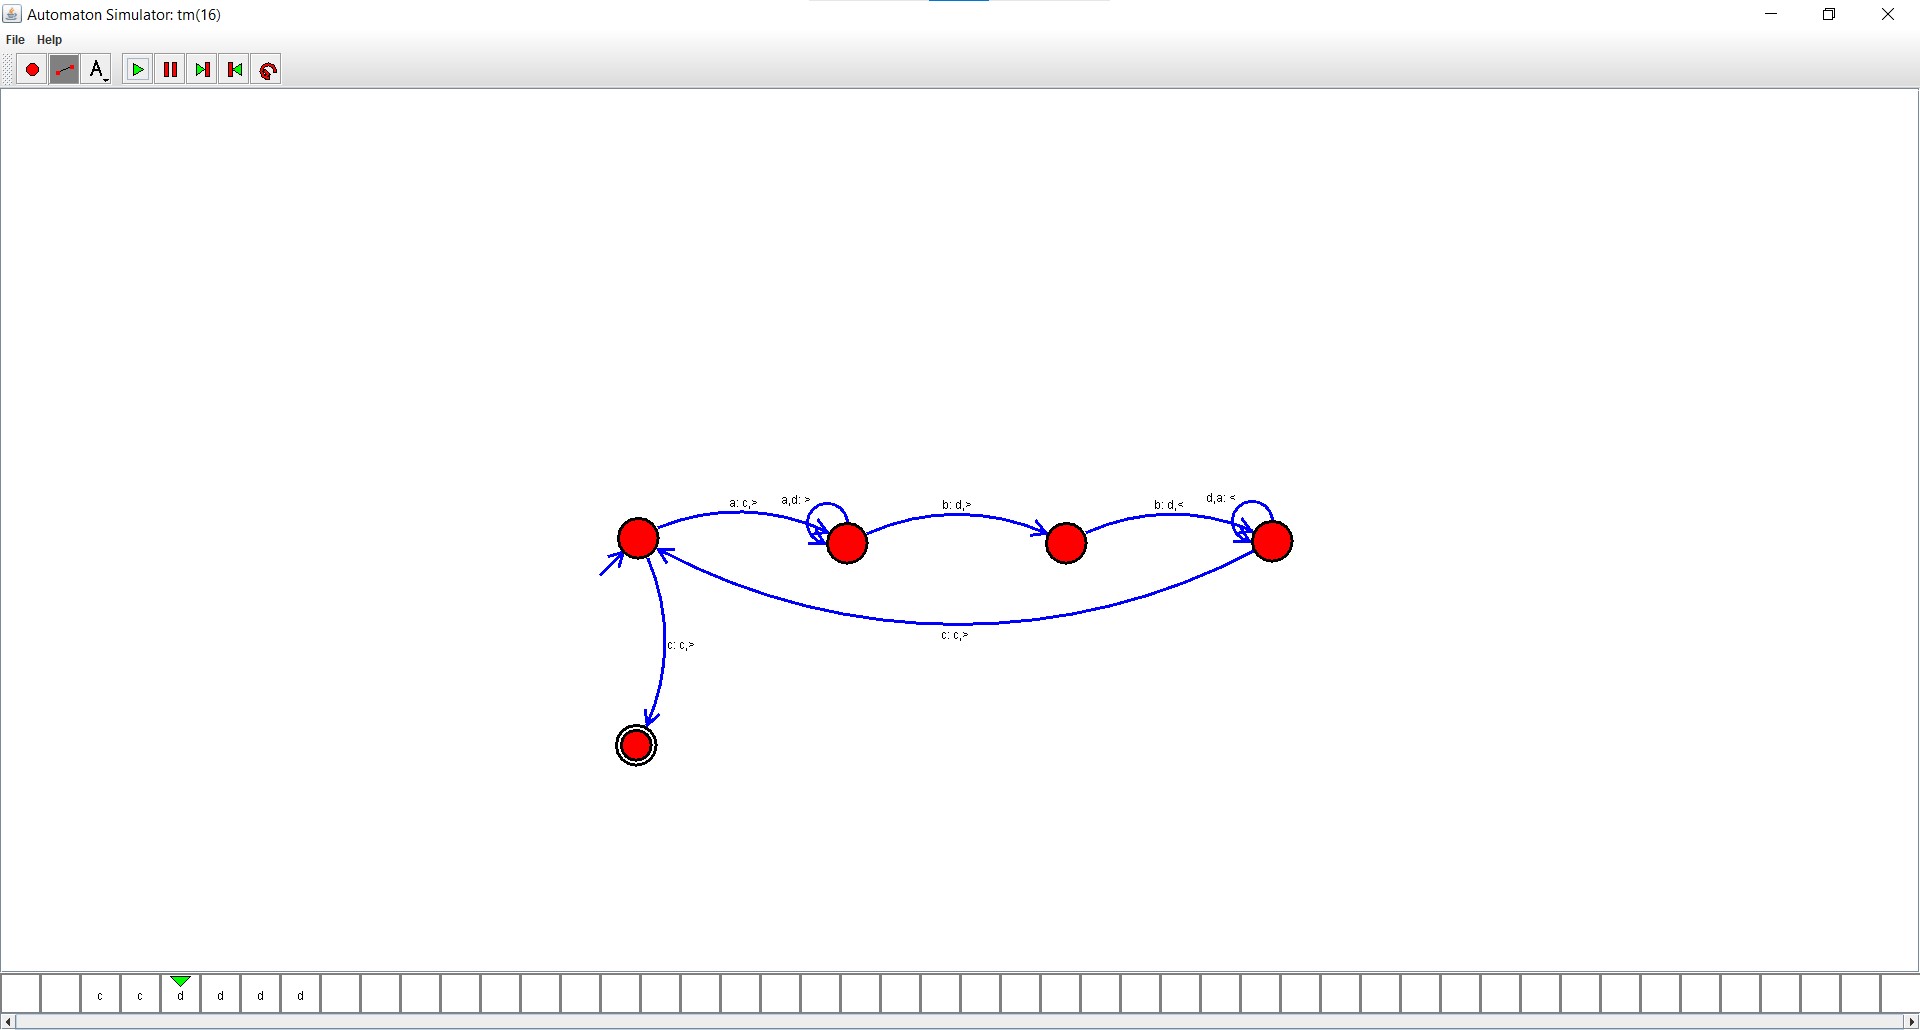 Automaton Simulator: tm(16)
File Help
A
a: c,> a,d: > b: d,> b: d,< d,a: <
c: c,>
c: c,>
c c d d d d